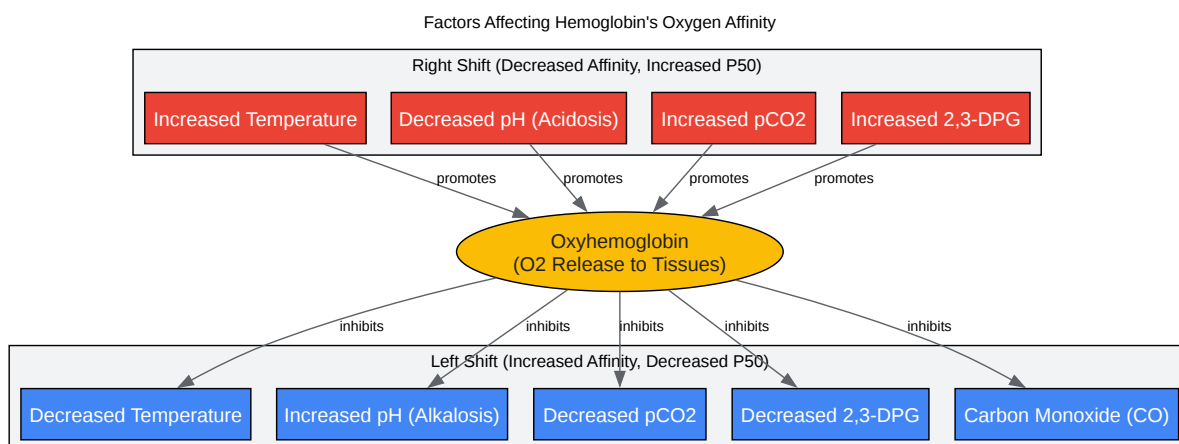 Factors Affecting Hemoglobin's Oxygen Affinity
Right Shift (Decreased Affinity, Increased P50)
Increased Temperature
Decreased pH (Acidosis)
Increased pCO2
Increased 2,3-DPG
promotes
promotes
promotes
promotes
Oxyhemoglobin
(O2 Release to Tissues)
inhibits
inhibits
inhibits
inhibits
inhibits
Left Shift (Increased Affinity, Decreased P50)
Decreased Temperature
Increased pH (Alkalosis)
Decreased pCO2
Decreased 2,3-DPG
Carbon Monoxide (CO)